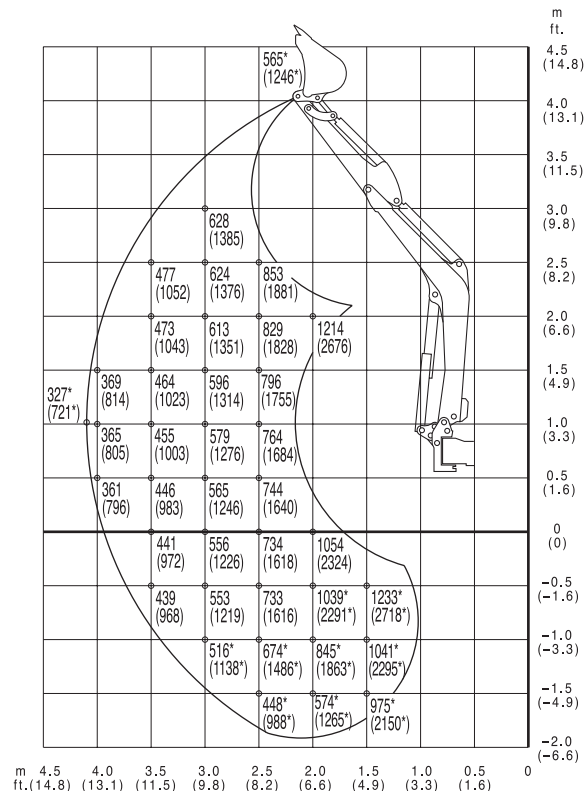 m
ft.
4.5
(14.8)
565*
(1246*)
4.0
(13.1)
3.5
(11.5)
3.0
(9.8)
628
(1385)
2.5
(8.2)
477 624 853
(1052) (1376) (1881)
2.0
(6.6)
473 613 829 1214
(1043) (1351) (1828) (2676)
1.5
(4.9)
327* 369 464 596 796
(721*) (814) (1023) (1314) (1755)
1.0
(3.3)
365 455 579 764
(805) (1003) (1276) (1684)
0.5
(1.6)
361 446 565 744
(796) (983) (1246) (1640)
0
(0)
441 556 734 1054
(972) (1226) (1618) (2324)
-0.5
(-1.6)
439 553 733 1039* 1233*
(968) (1219) (1616) (2291*) (2718*)
-1.0
(-3.3)
516* 674* 845* 1041*
(1138*) (1486*) (1863*) (2295*)
-1.5
(-4.9)
448* 574* 975*
(988*) (1265*) (2150*)
-2.0
(-6.6)
m 4.5 4.0 3.5 3.0 2.5 2.0 1.5 1.0 0.5 0
ft.(14.8) (13.1) (11.5) (9.8) (8.2) (6.6) (4.9) (3.3) (1.6)